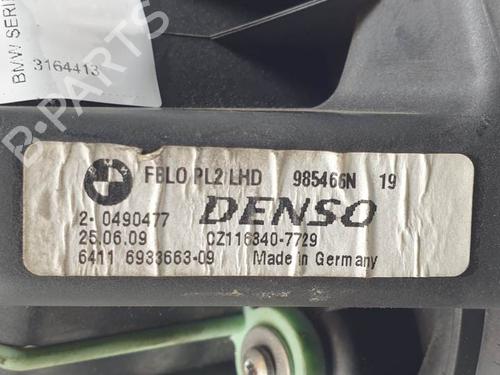 BMW SERI
3164413
B-PARTS
FBLO PL2 LHD 985466N 19
2-0490477 DENSO
25.06.09 CZ116340-7729
6411 6933663-09 Made in Germany